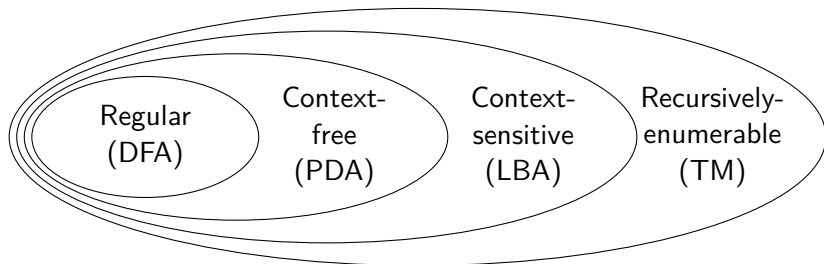 Regular
(DFA)
Context-
free
(PDA)
Context-
sensitive
(LBA)
Recursively-
enumerable
(TM)